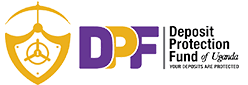 DPF
Deposit
Protection
Fund of Uganda
YOUR DEPOSITS ARE PROTECTED